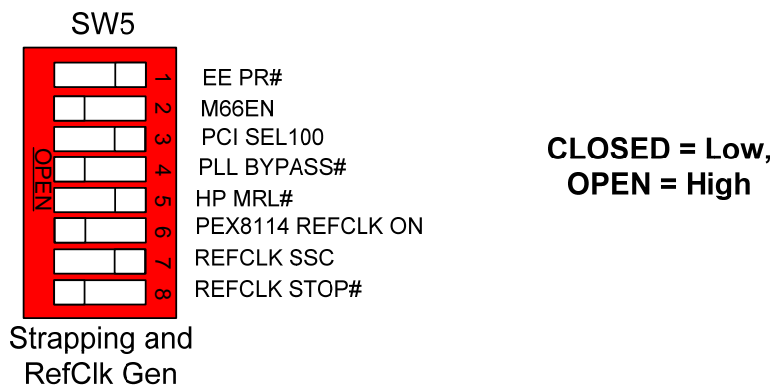 SW5
OPEN
1 EE PR#
2 M66EN
3 PCI SEL100
4 PLL BYPASS#
5 HP MRL#
6 PEX8114 REFCLK ON
7 REFCLK SSC
8 REFCLK STOP#
Strapping and
RefClk Gen
CLOSED = Low,
OPEN = High